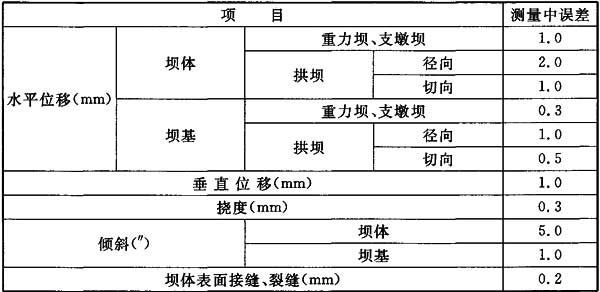 项 目 测量中误差
水平位移(mm) 坝体 重力坝、支墩坝 1.0
拱坝 径向 2.0
切向 1.0
坝基 重力坝、支墩坝 0.3
拱坝 径向 1.0
切向 0.5
垂直位移(mm) 1.0
挠度(mm) 0.3
倾斜(″) 坝体 5.0
坝基 1.0
坝体表面接缝、裂缝(mm) 0.2